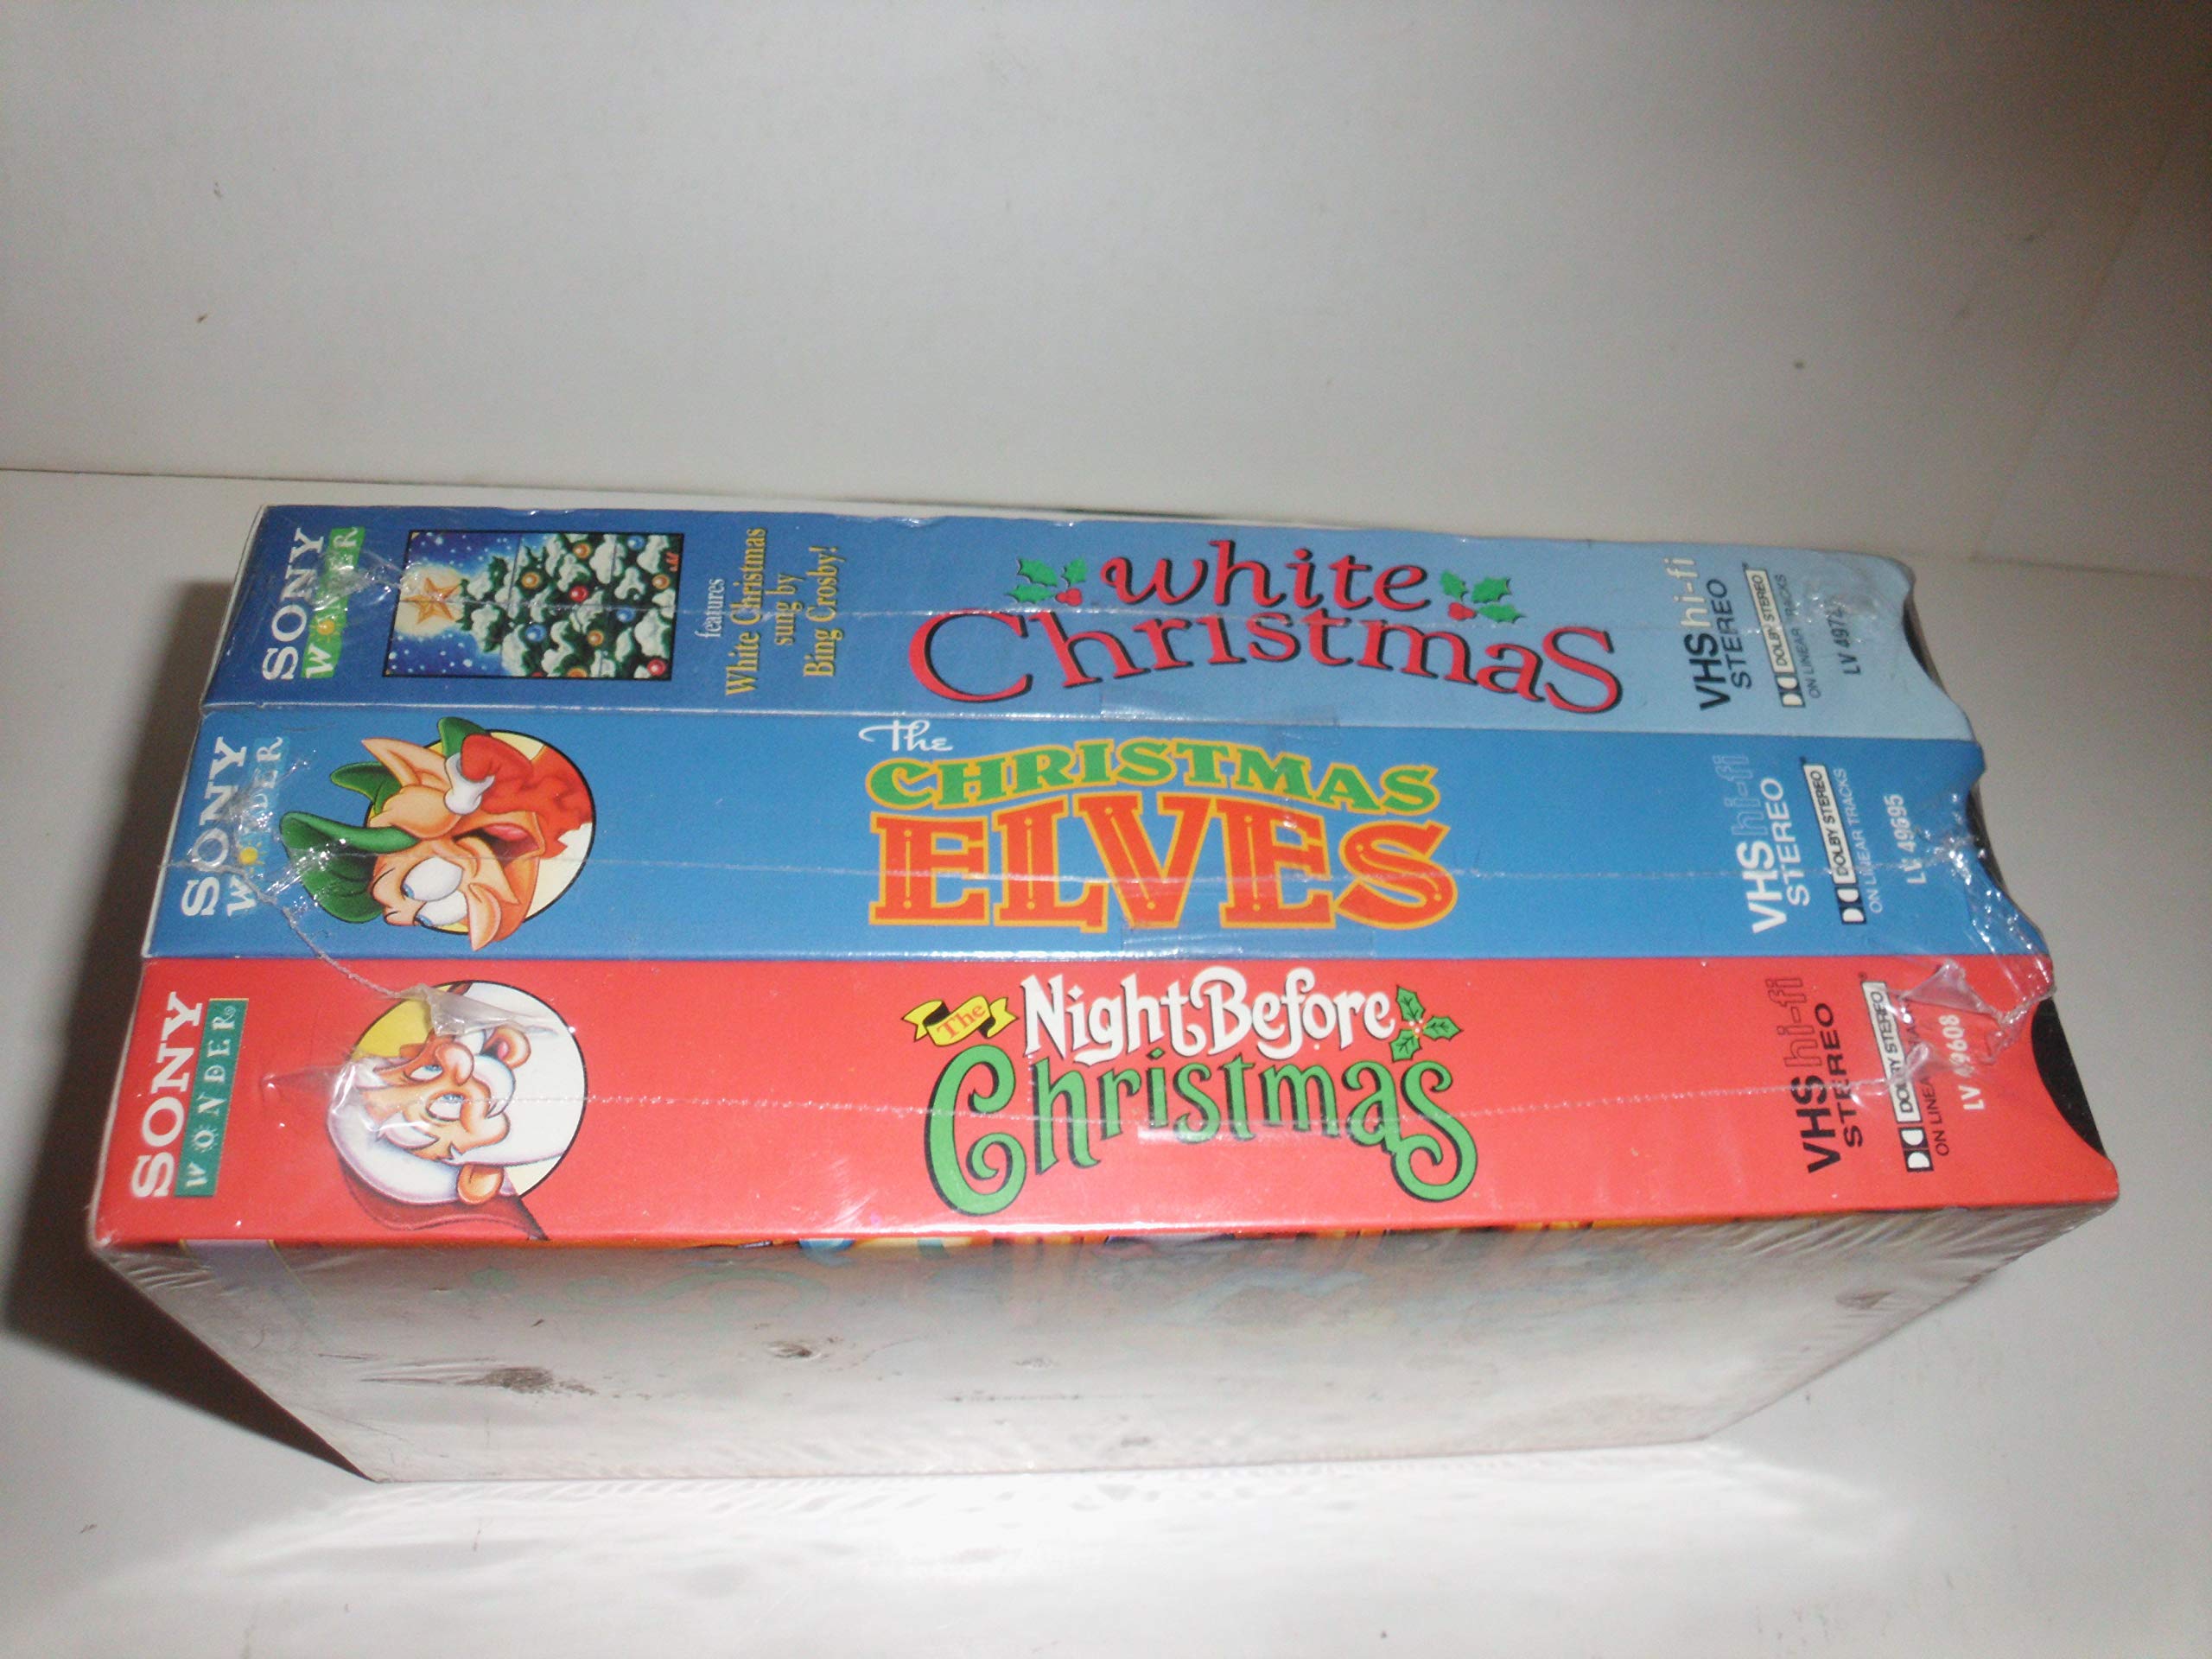 SONY
WONDER
features
White Christmas
sung by
Bing Crosby!
white
Christmas
VHS hi-fi
STEREO
DOLBY STEREO
ON LINEAR TRACKS
SONY
WONDER
The
CHRISTMAS
ELVES
VHS hi-fi
STEREO
DOLBY STEREO
ON LINEAR TRACKS
LV 49695
SONY
WONDER®
The
Night Before
Christmas
VHS hi-fi
STEREO
DOLBY STEREO
ON LINEAR
LV 49608